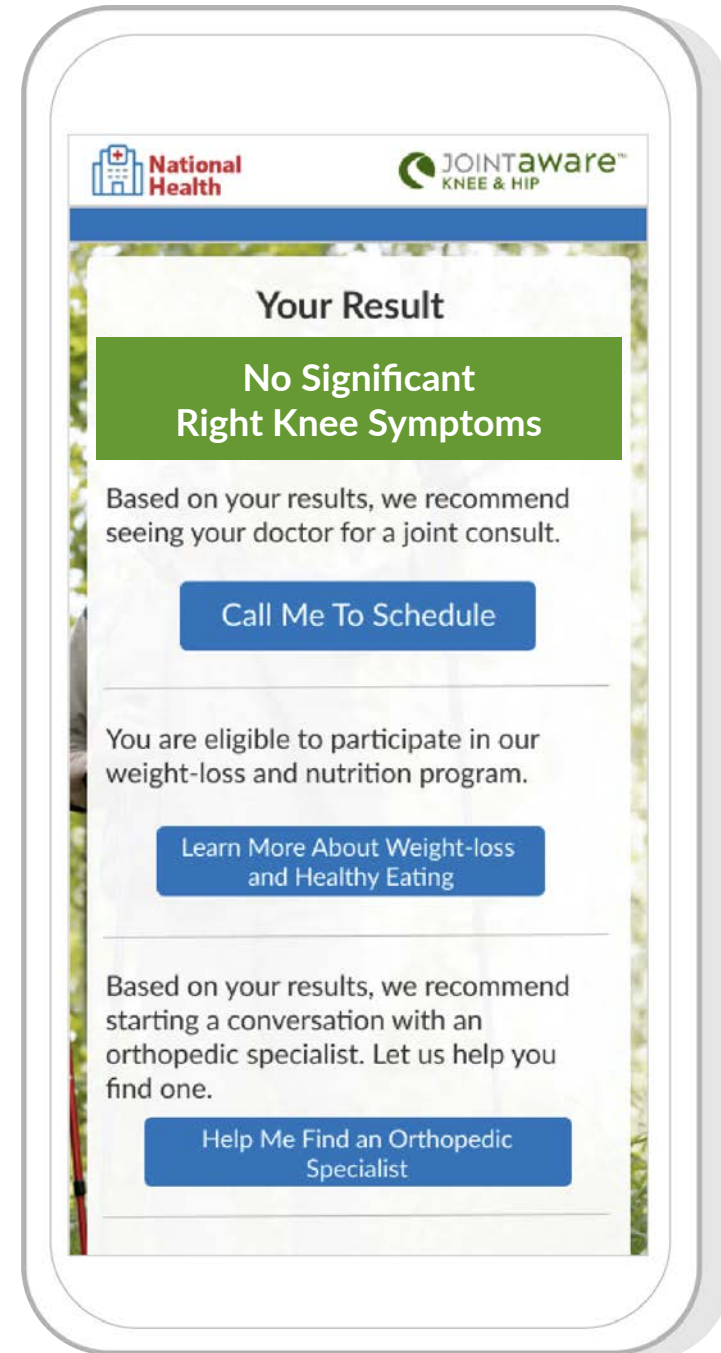 National
Health
JOINTaware™
KNEE & HIP
Your Result
No Significant
Right Knee Symptoms
Based on your results, we recommend
seeing your doctor for a joint consult.
Call Me To Schedule
You are eligible to participate in our
weight-loss and nutrition program.
Learn More About Weight-loss
and Healthy Eating
Based on your results, we recommend
starting a conversation with an
orthopedic specialist. Let us help you
find one.
Help Me Find an Orthopedic
Specialist